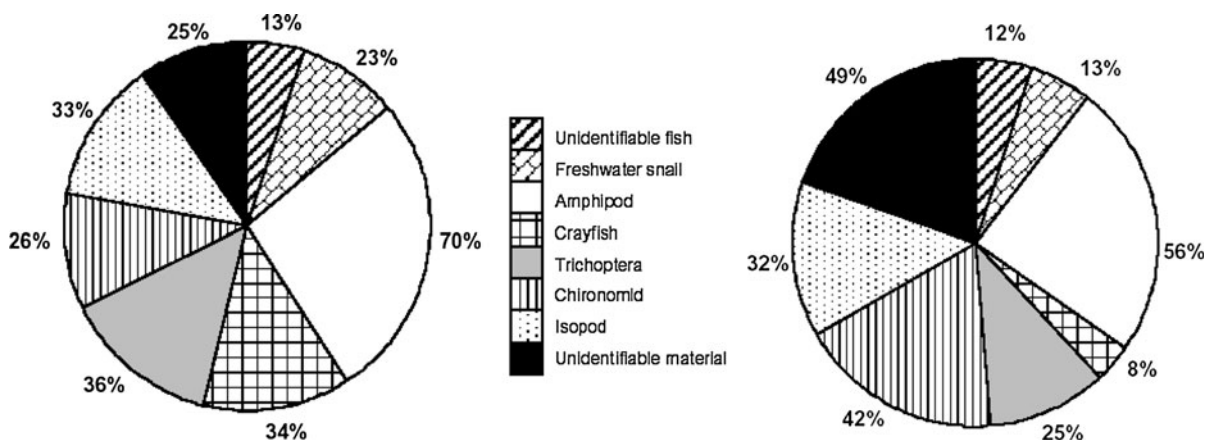 25%
13%
23%
33%
70%
26%
36%
34%
Unidentifiable fish
Freshwater snail
Amphipod
Crayfish
Trichoptera
Chironomid
Isopod
Unidentifiable material
12%
13%
49%
56%
32%
8%
42%
25%